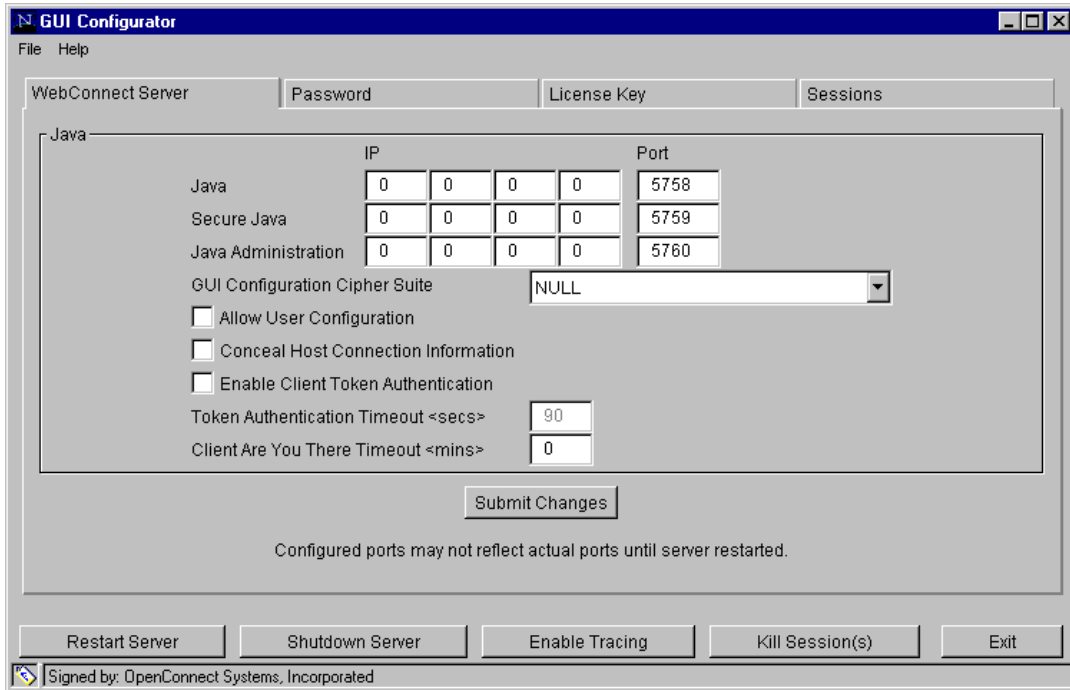 N GUI Configurator
File Help
WebConnect Server Password License Key Sessions
Java
IP Port
Java 0 0 0 0 5758
Secure Java 0 0 0 0 5759
Java Administration 0 0 0 0 5760
GUI Configuration Cipher Suite NULL
Allow User Configuration
Conceal Host Connection Information
Enable Client Token Authentication
Token Authentication Timeout <secs> 90
Client Are You There Timeout <mins> 0
Submit Changes
Configured ports may not reflect actual ports until server restarted.
Restart Server Shutdown Server Enable Tracing Kill Session(s) Exit
Signed by: OpenConnect Systems, Incorporated